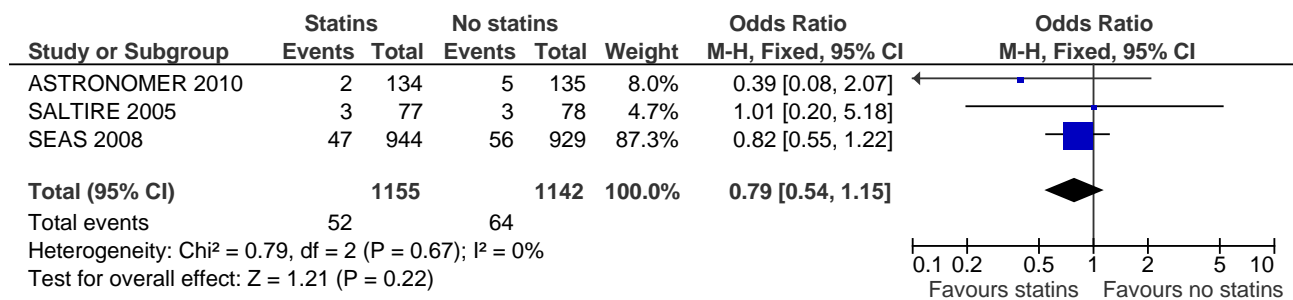 Statins No statins Odds Ratio Odds Ratio
Study or Subgroup Events Total Events Total Weight M-H, Fixed, 95% CI M-H, Fixed, 95% CI
ASTRONOMER 2010 2 134 5 135 8.0% 0.39 [0.08, 2.07]
SALTIRE 2005 3 77 3 78 4.7% 1.01 [0.20, 5.18]
SEAS 2008 47 944 56 929 87.3% 0.82 [0.55, 1.22]
Total (95% CI) 1155 1142 100.0% 0.79 [0.54, 1.15]
Total events 52 64
Heterogeneity: Chi² = 0.79, df = 2 (P = 0.67); I² = 0%
Test for overall effect: Z = 1.21 (P = 0.22)
0.1 0.2 0.5 1 2 5 10
Favours statins Favours no statins